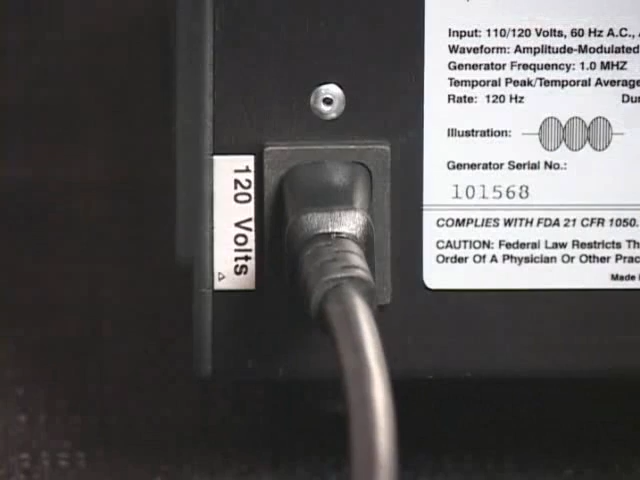 120 Volts
Input: 110/120 Volts, 60 Hz A.C.,
Waveform: Amplitude-Modulated
Generator Frequency: 1.0 MHZ
Temporal Peak/Temporal Average
Rate: 120 Hz
Illustration:
Generator Serial No.:
101568
COMPLIES WITH FDA 21 CFR 1050.
CAUTION: Federal Law Restricts
Order Of A Physician Or Other
Made